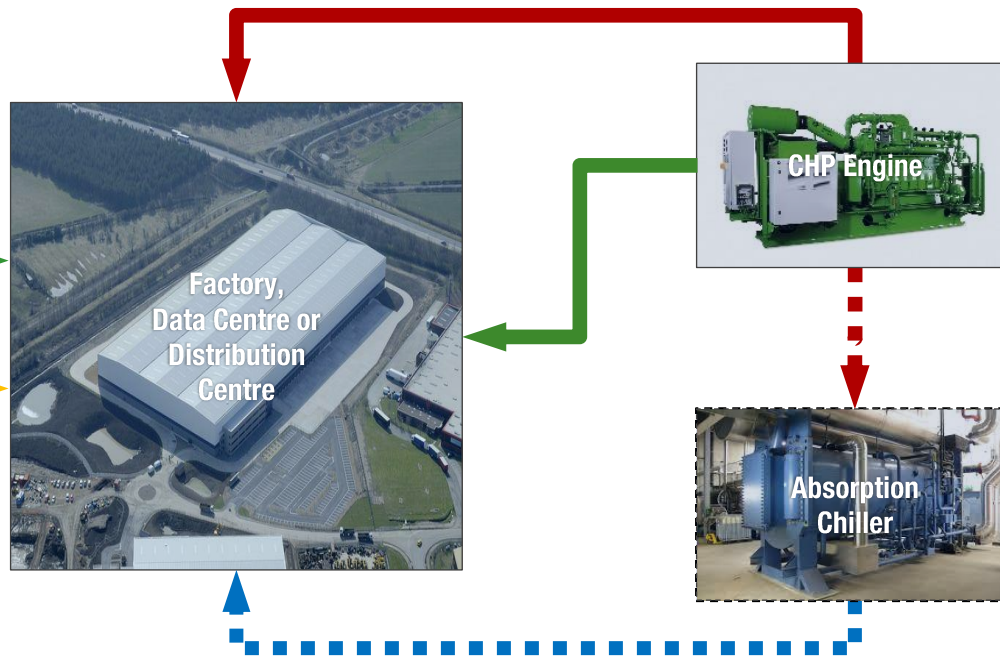 CHP Engine
Factory,
Data Centre or
Distribution
Centre
Absorption
Chiller